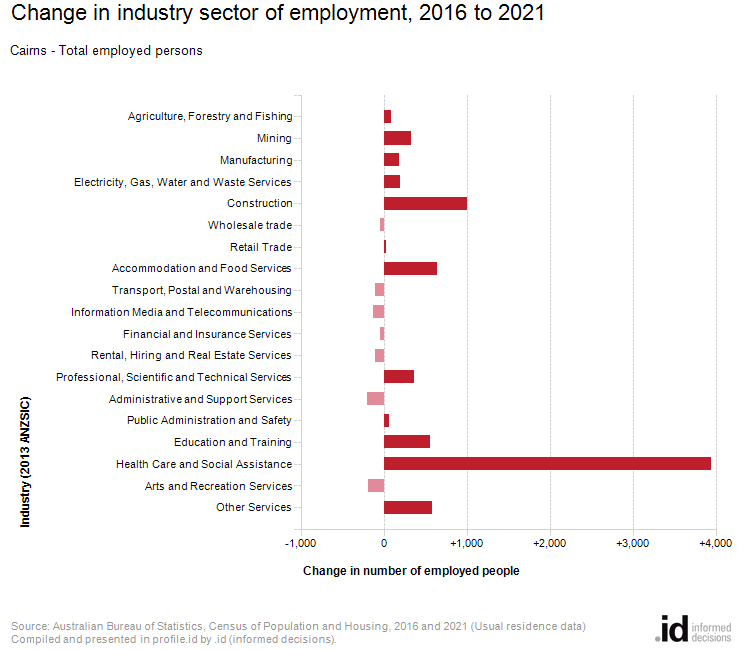 Change in industry sector of employment, 2016 to 2021
Cairns - Total employed persons
Agriculture, Forestry and Fishing
Mining
Manufacturing
Electricity, Gas, Water and Waste Services
Construction
Wholesale trade
Retail Trade
Accommodation and Food Services
Transport, Postal and Warehousing
Information Media and Telecommunications
Financial and Insurance Services
Rental, Hiring and Real Estate Services
Professional, Scientific and Technical Services
Administrative and Support Services
Public Administration and Safety
Education and Training
Health Care and Social Assistance
Arts and Recreation Services
Other Services
Industry (2013 ANZSIC)
-1,000 0 +1,000 +2,000 +3,000 +4,000
Change in number of employed people
Source: Australian Bureau of Statistics, Census of Population and Housing, 2016 and 2021 (Usual residence data)
Compiled and presented in profile.id by .id (informed decisions).
.id informed
decisions